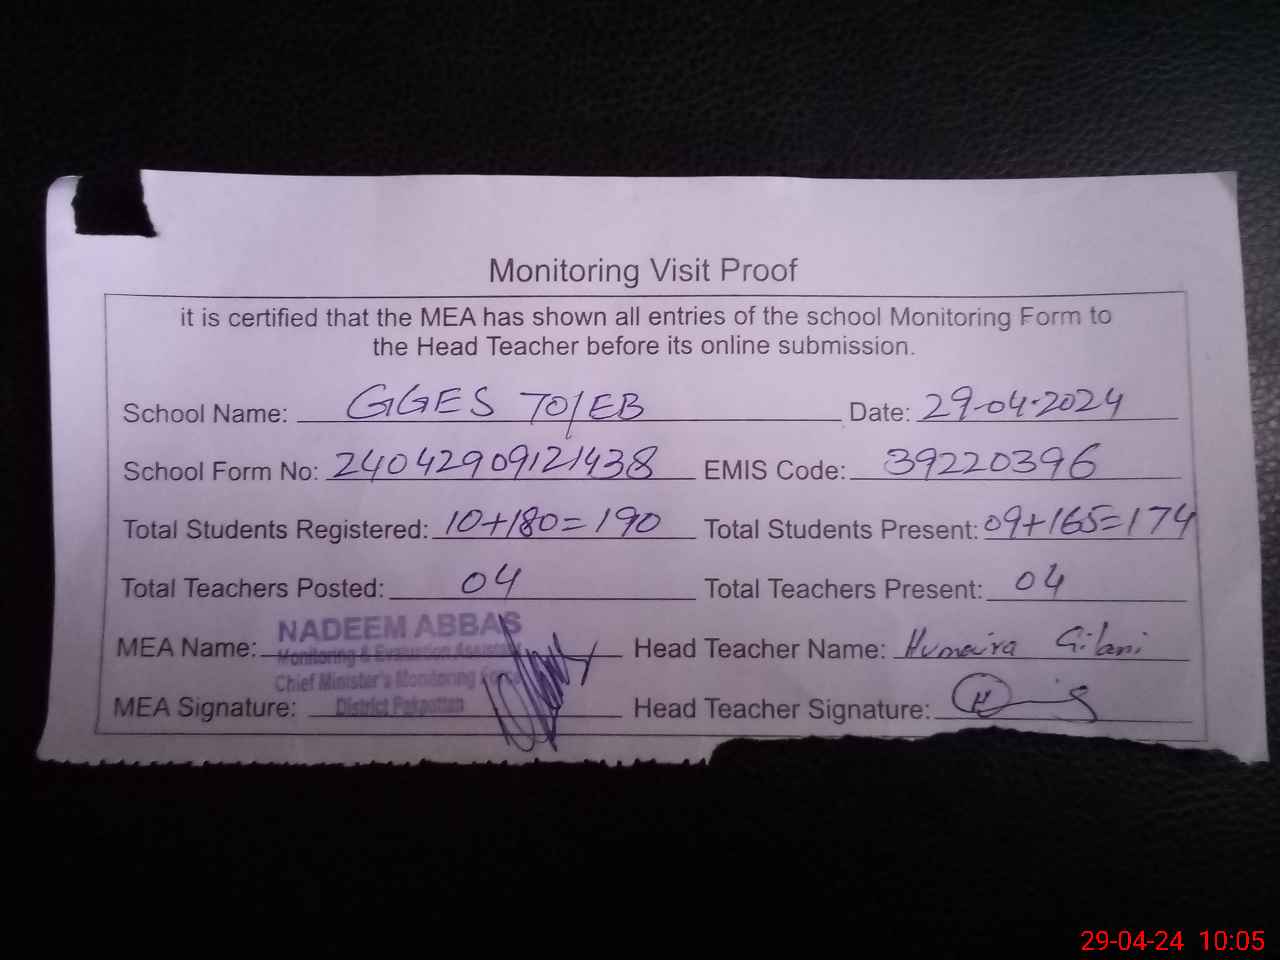 Monitoring Visit Proof
it is certified that the MEA has shown all entries of the school Monitoring Form to
the Head Teacher before its online submission.
School Name: GGES 70/EB Date: 29-04-2024
School Form No: 24042909121438 EMIS Code: 39220396
Total Students Registered: 10+180=190 Total Students Present: 09+165=174
Total Teachers Posted: 04 Total Teachers Present: 04
MEA Name: NADEEM ABBAS Head Teacher Name: Humaira Gilani
Monitoring & Evaluation Assistant
Chief Minister's Monitoring Force
MEA Signature: District Pakpattan Head Teacher Signature:
29-04-24 10:05